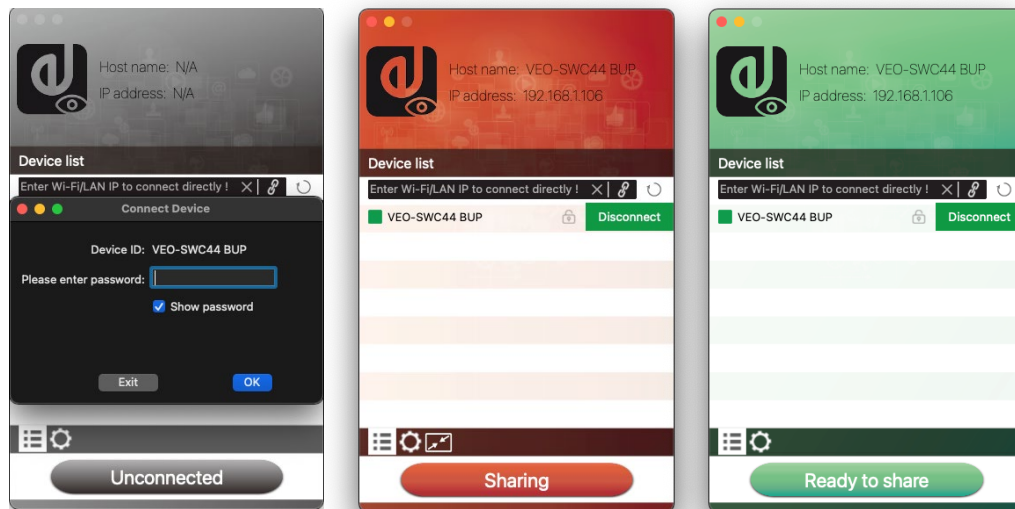 Host name: N/A
IP address: N/A
Device list
Enter Wi-Fi/LAN IP to connect directly !
Connect Device
Device ID: VEO-SWC44 BUP
Please enter password:
Show password
Exit
OK
Unconnected
Host name: VEO-SWC44 BUP
IP address: 192.168.1.106
Device list
Enter Wi-Fi/LAN IP to connect directly !
VEO-SWC44 BUP
Disconnect
Sharing
Host name: VEO-SWC44 BUP
IP address: 192.168.1.106
Device list
Enter Wi-Fi/LAN IP to connect directly !
VEO-SWC44 BUP
Disconnect
Ready to share